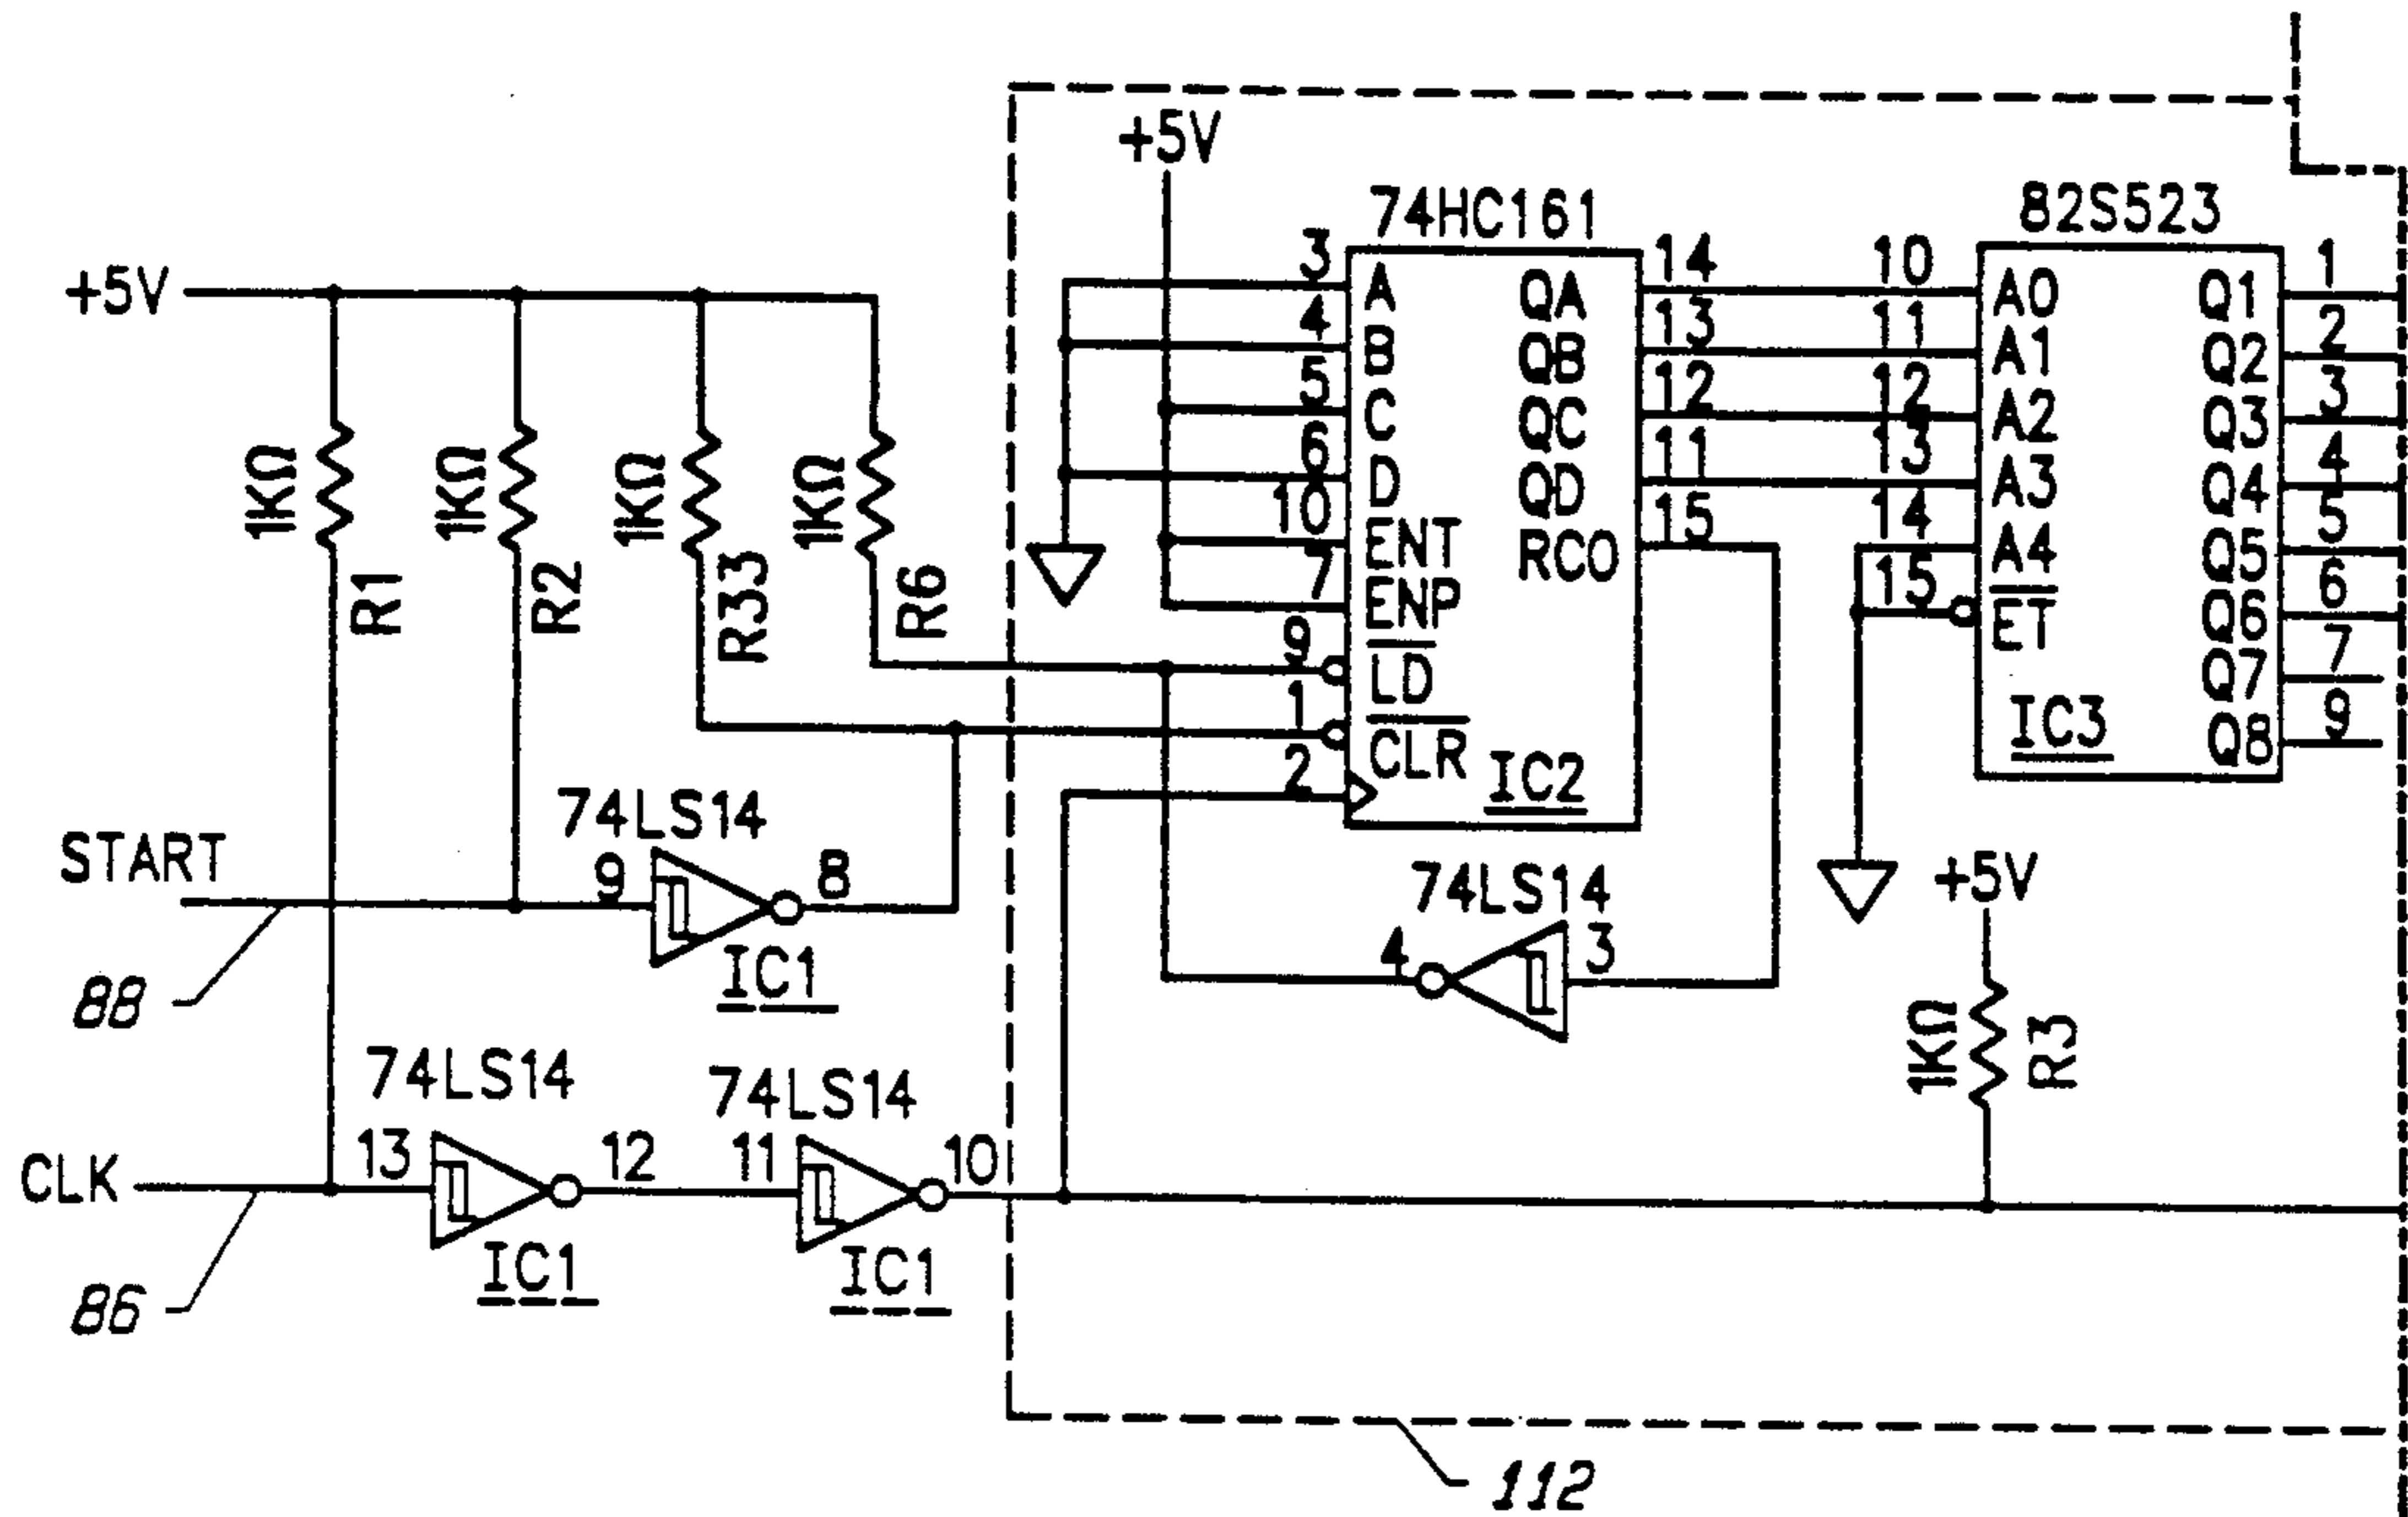 +5V
74HC161
82S523
+5V
3
A
QA
14
10
A0
Q1
1
4
B
QB
13
11
A1
Q2
2
5
C
QC
12
12
A2
Q3
3
6
D
QD
11
13
A3
Q4
4
10
ENT
RCO
15
14
A4
Q5
5
7
ENP
15
ET
Q6
6
9
LD
Q7
7
1
CLR
IC2
IC3
Q8
9
2
1KΩ
R1
1KΩ
R2
1KΩ
R33
1KΩ
R6
START
74LS14
9
8
IC1
88
74LS14
4
3
+5V
1KΩ
R3
CLK
74LS14
13
12
IC1
74LS14
11
10
IC1
86
112